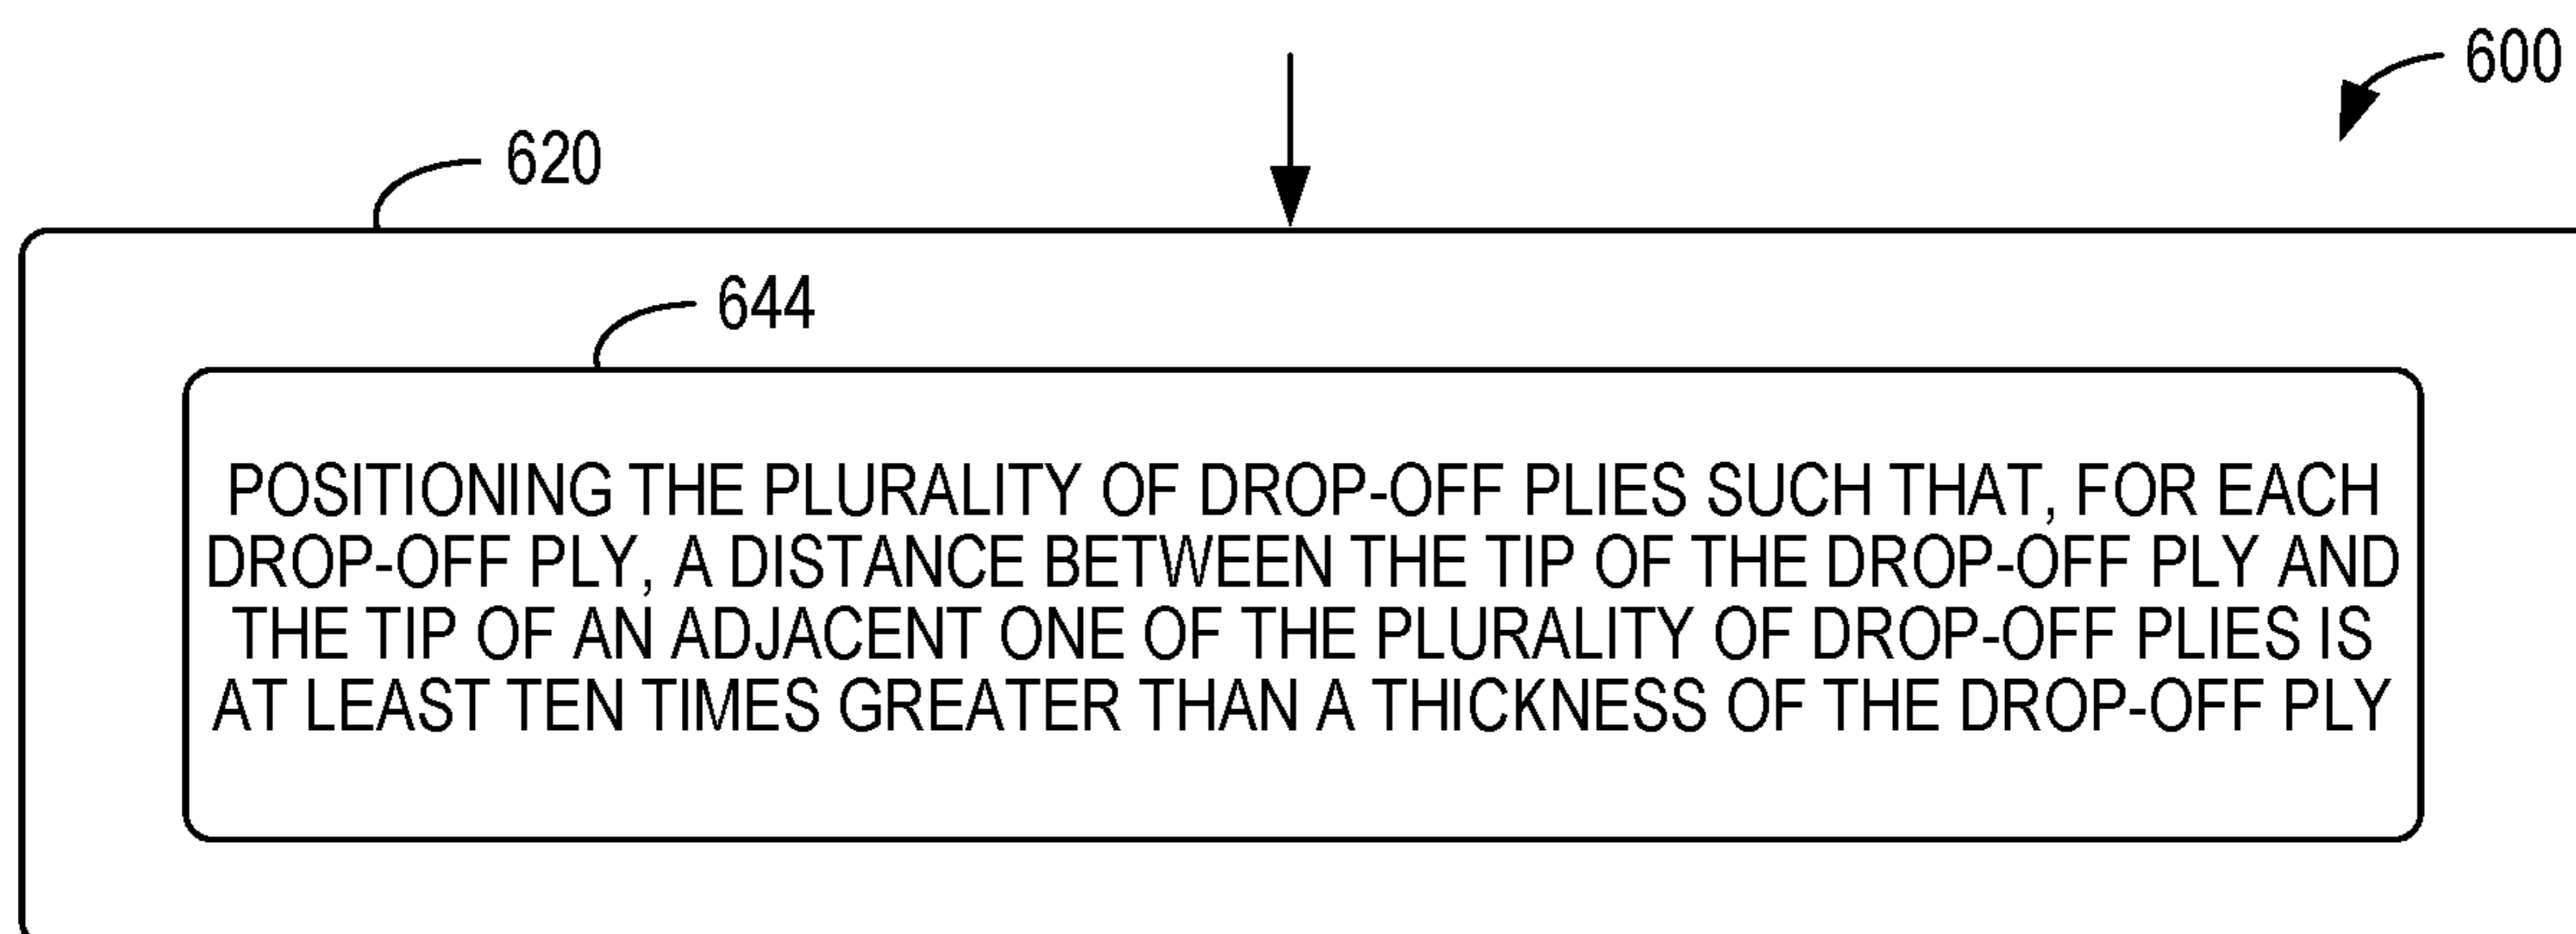 600
620
644
POSITIONING THE PLURALITY OF DROP-OFF PLIES SUCH THAT, FOR EACH
DROP-OFF PLY, A DISTANCE BETWEEN THE TIP OF THE DROP-OFF PLY AND
THE TIP OF AN ADJACENT ONE OF THE PLURALITY OF DROP-OFF PLIES IS
AT LEAST TEN TIMES GREATER THAN A THICKNESS OF THE DROP-OFF PLY